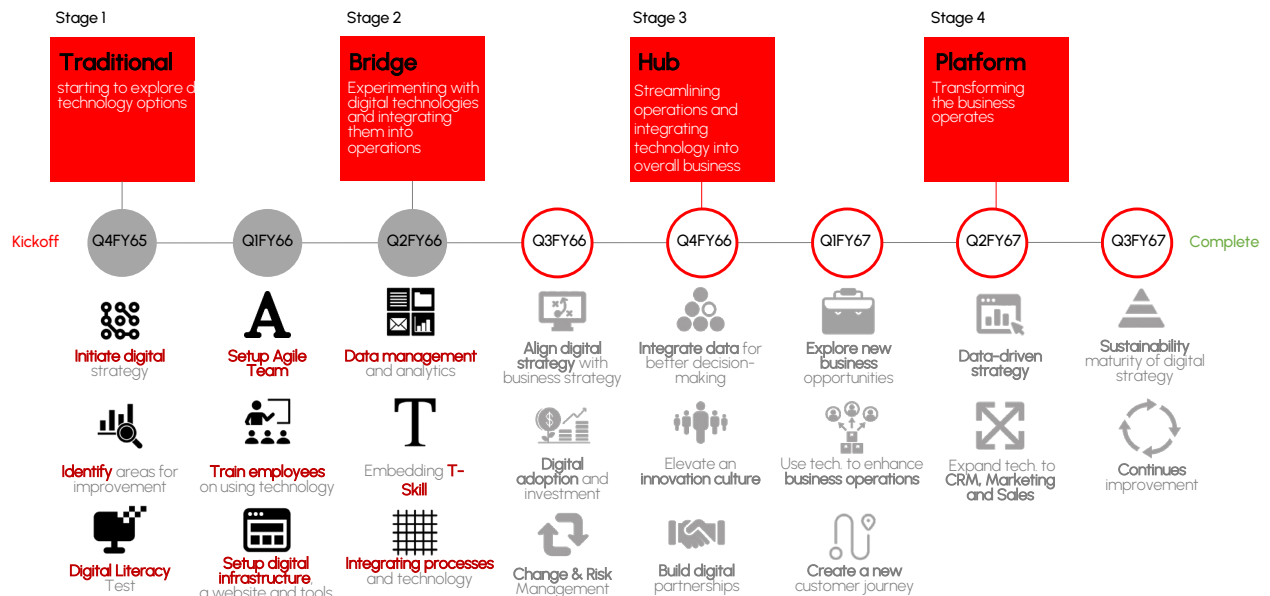 Stage 1
Stage 2
Stage 3
Stage 4
Traditional
starting to explore d
technology options
Bridge
Experimenting with
digital technologies
and integrating
them into
operations
Hub
Streamlining
operations and
integrating
technology into
overall business
Platform
Transforming
the business
operates
Kickoff
Q4FY65
Q1FY66
Q2FY66
Q3FY66
Q4FY66
Q1FY67
Q2FY67
Q3FY67
Complete
Initiate digital
strategy
A
Setup Agile
Team
Data management
and analytics
Align digital
strategy with
business strategy
Integrate data for
better decision-
making
Explore new
business
opportunities
Data-driven
strategy
Sustainability
maturity of digital
strategy
Identify areas for
improvement
Train employees
on using technology
T
Embedding T-
Skill
Digital
adoption and
investment
Elevate an
innovation culture
Use tech. to enhance
business operations
Expand tech. to
CRM, Marketing
and Sales
Continues
improvement
Digital Literacy
Test
Setup digital
infrastructure,
a website and tools
Integrating processes
and technology
Change & Risk
Management
Build digital
partnerships
Create a new
customer journey